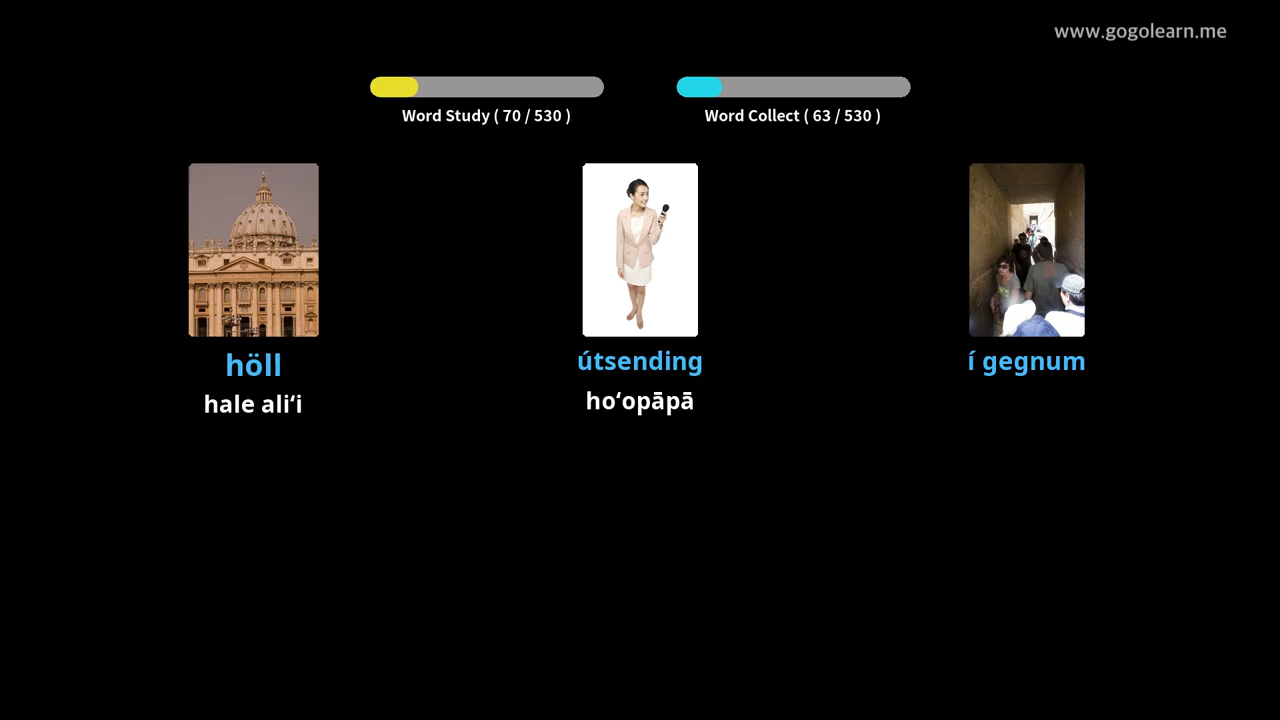 www.gogolearn.me
Word Study ( 70 / 530 )
Word Collect ( 63 / 530 )
höll
hale aliʻi
útsending
hoʻopāpā
í gegnum